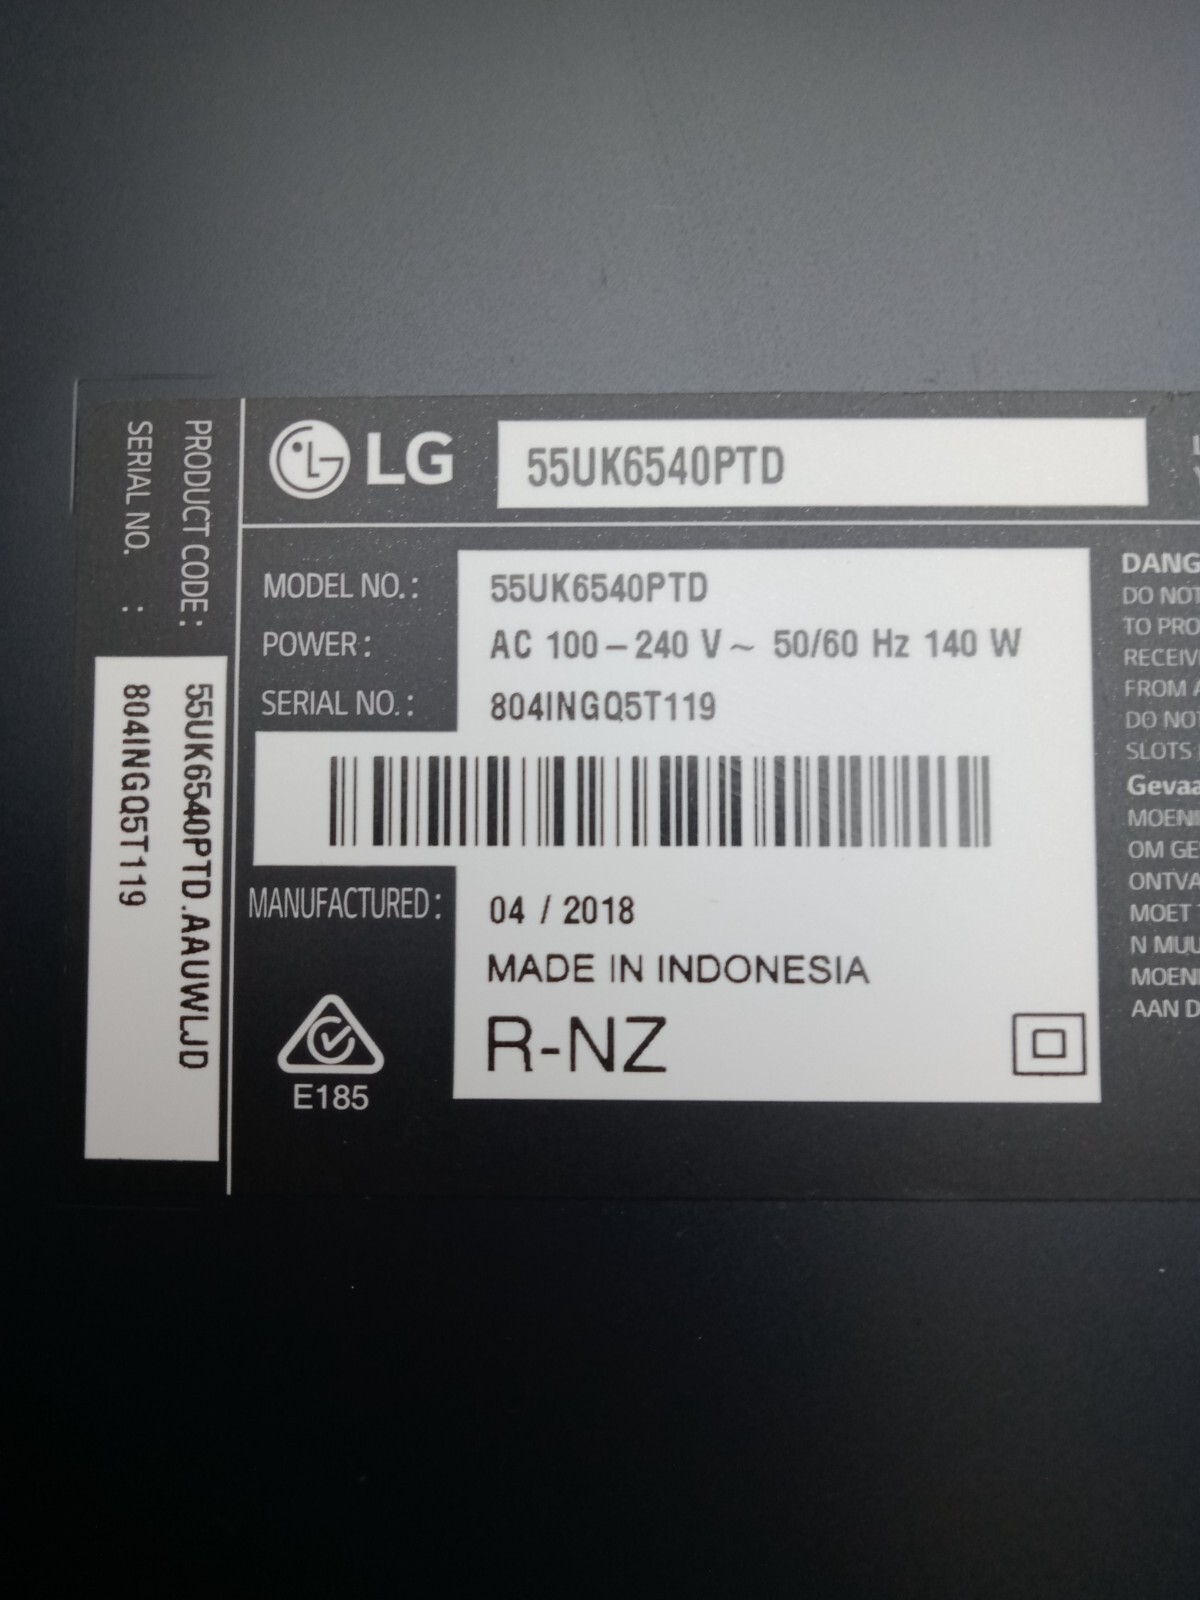 PRODUCT CODE : 55UK6540PTD.AAUWLJD
SERIAL NO. : 804INGQ5T119
LG 55UK6540PTD
MODEL NO. : 55UK6540PTD
POWER : AC 100 – 240 V ~ 50/60 Hz 140 W
SERIAL NO. : 804INGQ5T119
MANUFACTURED : 04 / 2018
MADE IN INDONESIA
R-NZ
E185
DANG
DO NOT
TO PRO
RECEIV
FROM A
DO NOT
SLOTS
Gevaa
MOENI
OM GES
ONTVA
MOET
N MUU
MOENI
AAN D